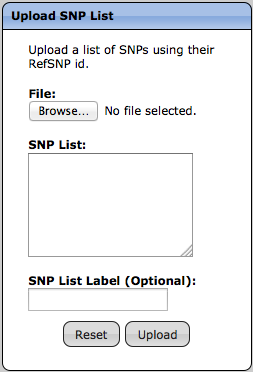 Upload SNP List
Upload a list of SNPs using their
RefSNP id.
File:
Browse... No file selected.
SNP List:
SNP List Label (Optional):
Reset Upload